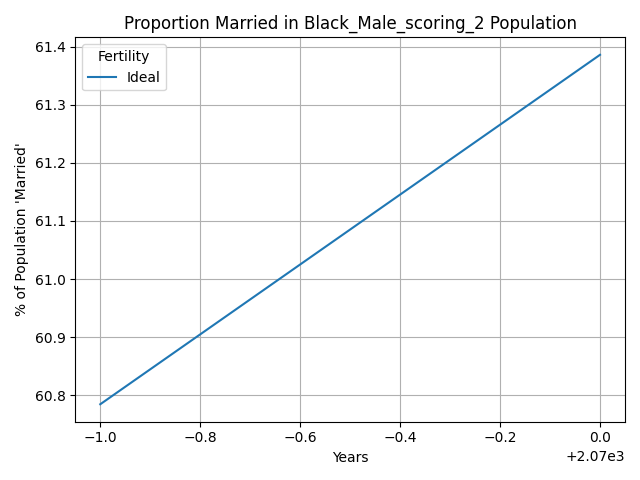 Proportion Married in Black_Male_scoring_2 Population
61.4
61.3
61.2
61.1
61.0
60.9
60.8
% of Population 'Married'
Fertility
Ideal
−1.0 −0.8 −0.6 −0.4 −0.2 0.0
Years
+2.07e3